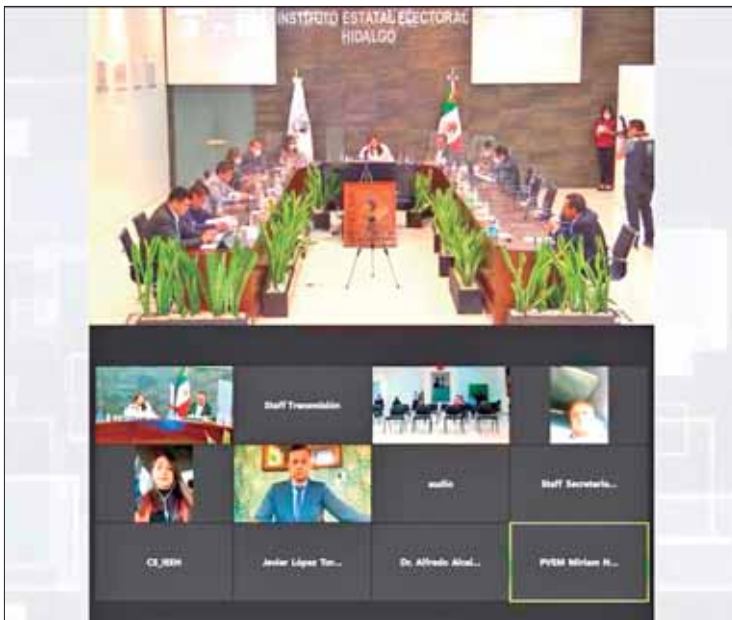 INSTITUTO ESTATAL ELECTORAL
HIDALGO
Staff Transmisión
audio
Staff Secretaria...
CS_IEEH
Javier López Tor...
Dr. Alfredo Alcal...
PVEM Miriam N...